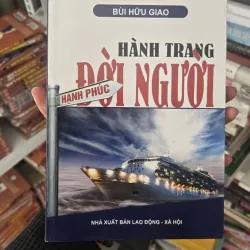 BÙI HỮU GIAO
HÀNH TRANG
ĐỜI NGƯỜI
HẠNH PHÚC
NHÀ XUẤT BẢN LAO ĐỘNG - XÃ HỘI